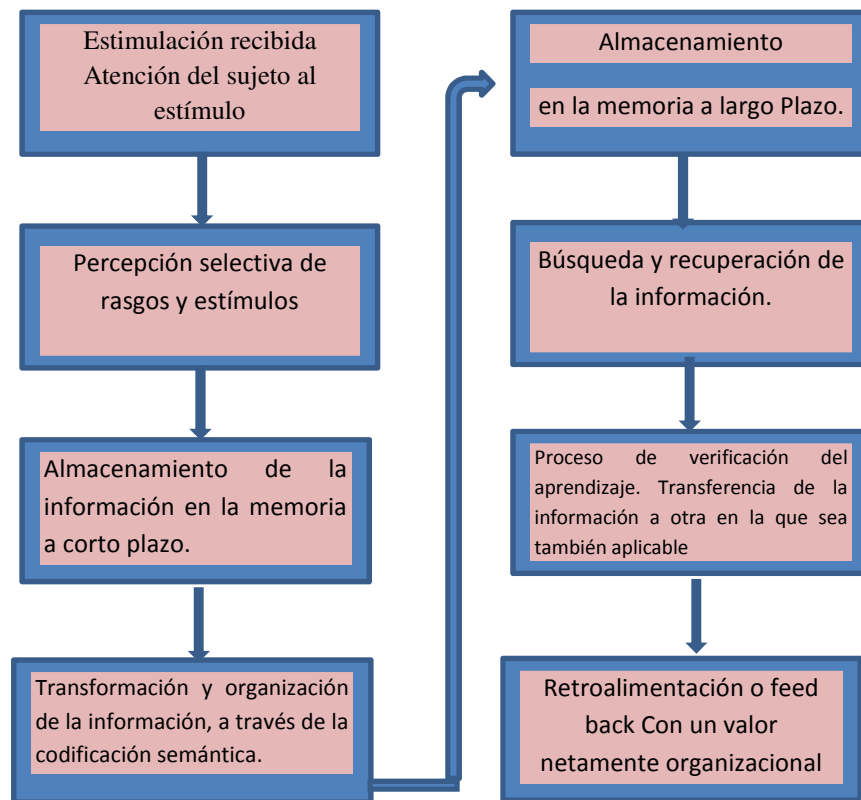 Estimulación recibida
Atención del sujeto al
estímulo
Percepción selectiva de
rasgos y estímulos
Almacenamiento de la
información en la memoria
a corto plazo.
Transformación y organización
de la información, a través de la
codificación semántica.
Almacenamiento
en la memoria a largo Plazo.
Búsqueda y recuperación de
la información.
Proceso de verificación del
aprendizaje. Transferencia de la
información a otra en la que sea
también aplicable
Retroalimentación o feed
back Con un valor
netamente organizacional